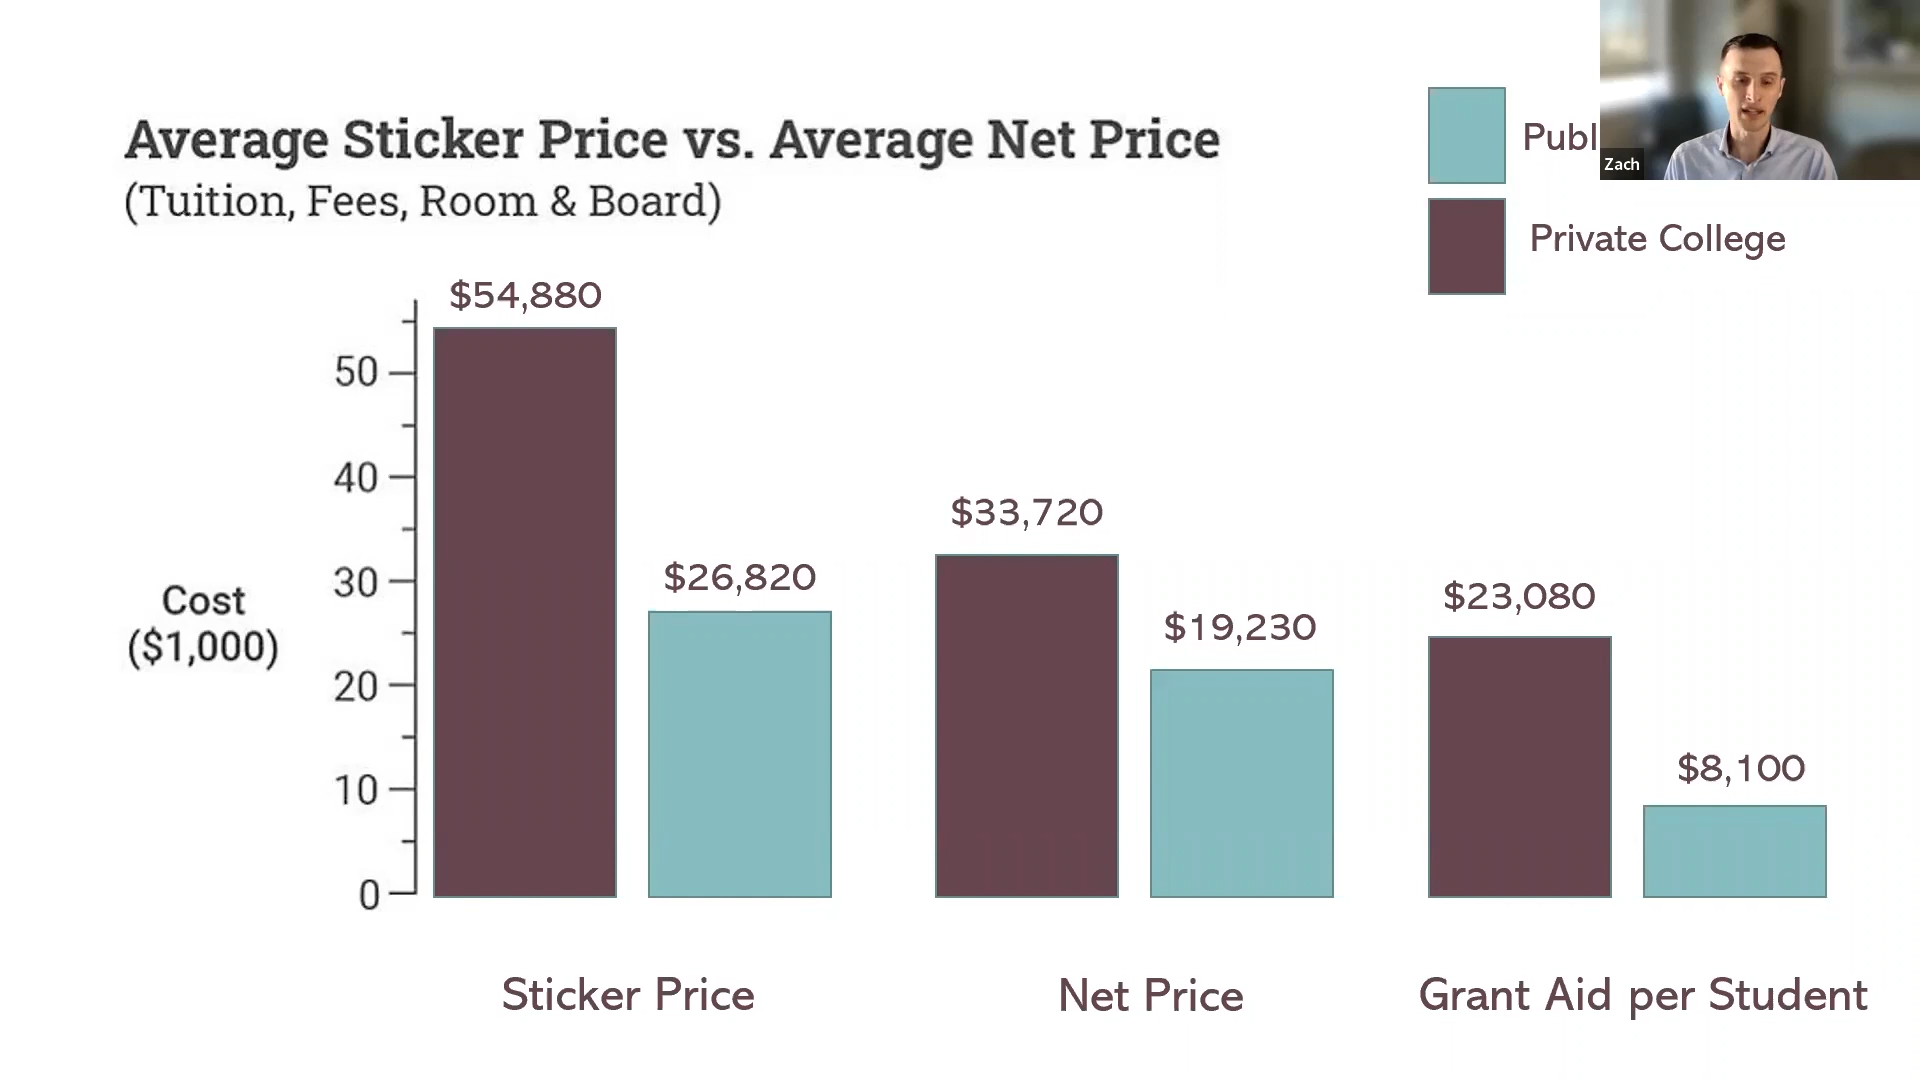 Average Sticker Price vs. Average Net Price
(Tuition, Fees, Room & Board)
Zach
Private College
$54,880
50
40
30
20
10
0
Cost
($1,000)
$26,820
$33,720
$19,230
$23,080
$8,100
Sticker Price
Net Price
Grant Aid per Student